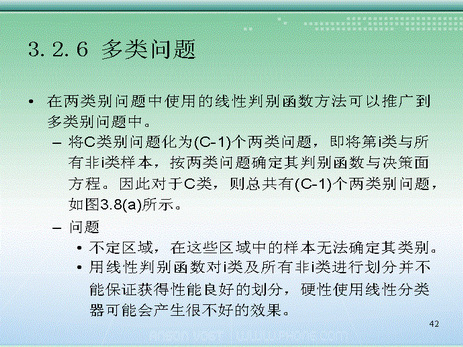 3.2.6 多类问题
• 在两类别问题中使用的线性判别函数方法可以推广到
多类别问题中。
– 将C类别问题化为(C-1)个两类问题，即将第i类与所
有非i类样本，按两类问题确定其判别函数与决策面
方程。因此对于C类，则总共有(C-1)个两类别问题，
如图3.8(a)所示。
– 问题
• 不定区域，在这些区域中的样本无法确定其类别。
• 用线性判别函数对i类及所有非i类进行划分并不
能保证获得性能良好的划分，硬性使用线性分类
器可能会产生很不好的效果。
42